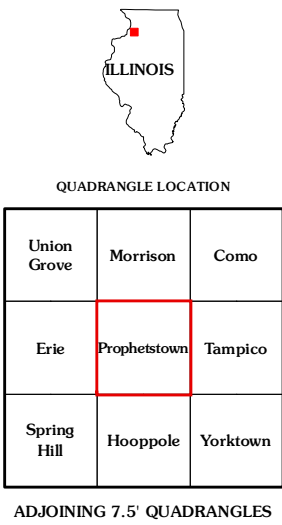 ILLINOIS
QUADRANGLE LOCATION
Union
Grove
Morrison
Como
Erie
Prophetstown
Tampico
Spring
Hill
Hooppole
Yorktown
ADJOINING 7.5' QUADRANGLES